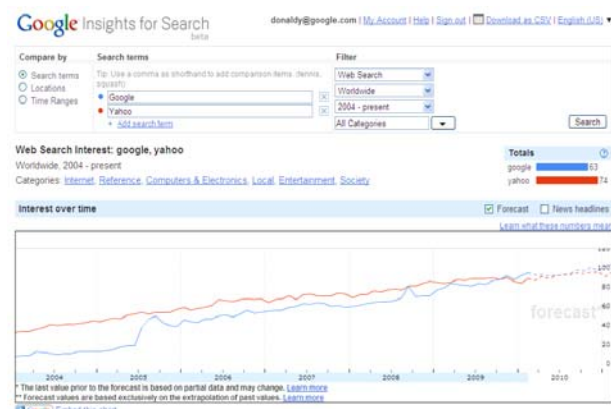 Google Insights for Search
beta
donaldy@google.com | My Account | Help | Sign out | Download as CSV | English (US) ▼
Compare by
Search terms
Locations
Time Ranges
Search terms
Tip: Use a comma as shorthand to add comparison items. (tennis, squash)
Google
Yahoo
+ Add search term
Filter
Web Search
Worldwide
2004 - present
All Categories
Search
Web Search Interest: google, yahoo
Worldwide, 2004 - present
Categories: Internet, Reference, Computers & Electronics, Local, Entertainment, Society
Totals
google 63
yahoo 74
Interest over time
Forecast
News headlines
Learn what these numbers mean
100
80
60
40
20
0
forecast
2004 2005 2006 2007 2008 2009 2010
* The last value prior to the forecast is based on partial data and may change. Learn more
** Forecast values are based exclusively on the extrapolation of past values. Learn more
Embed this chart